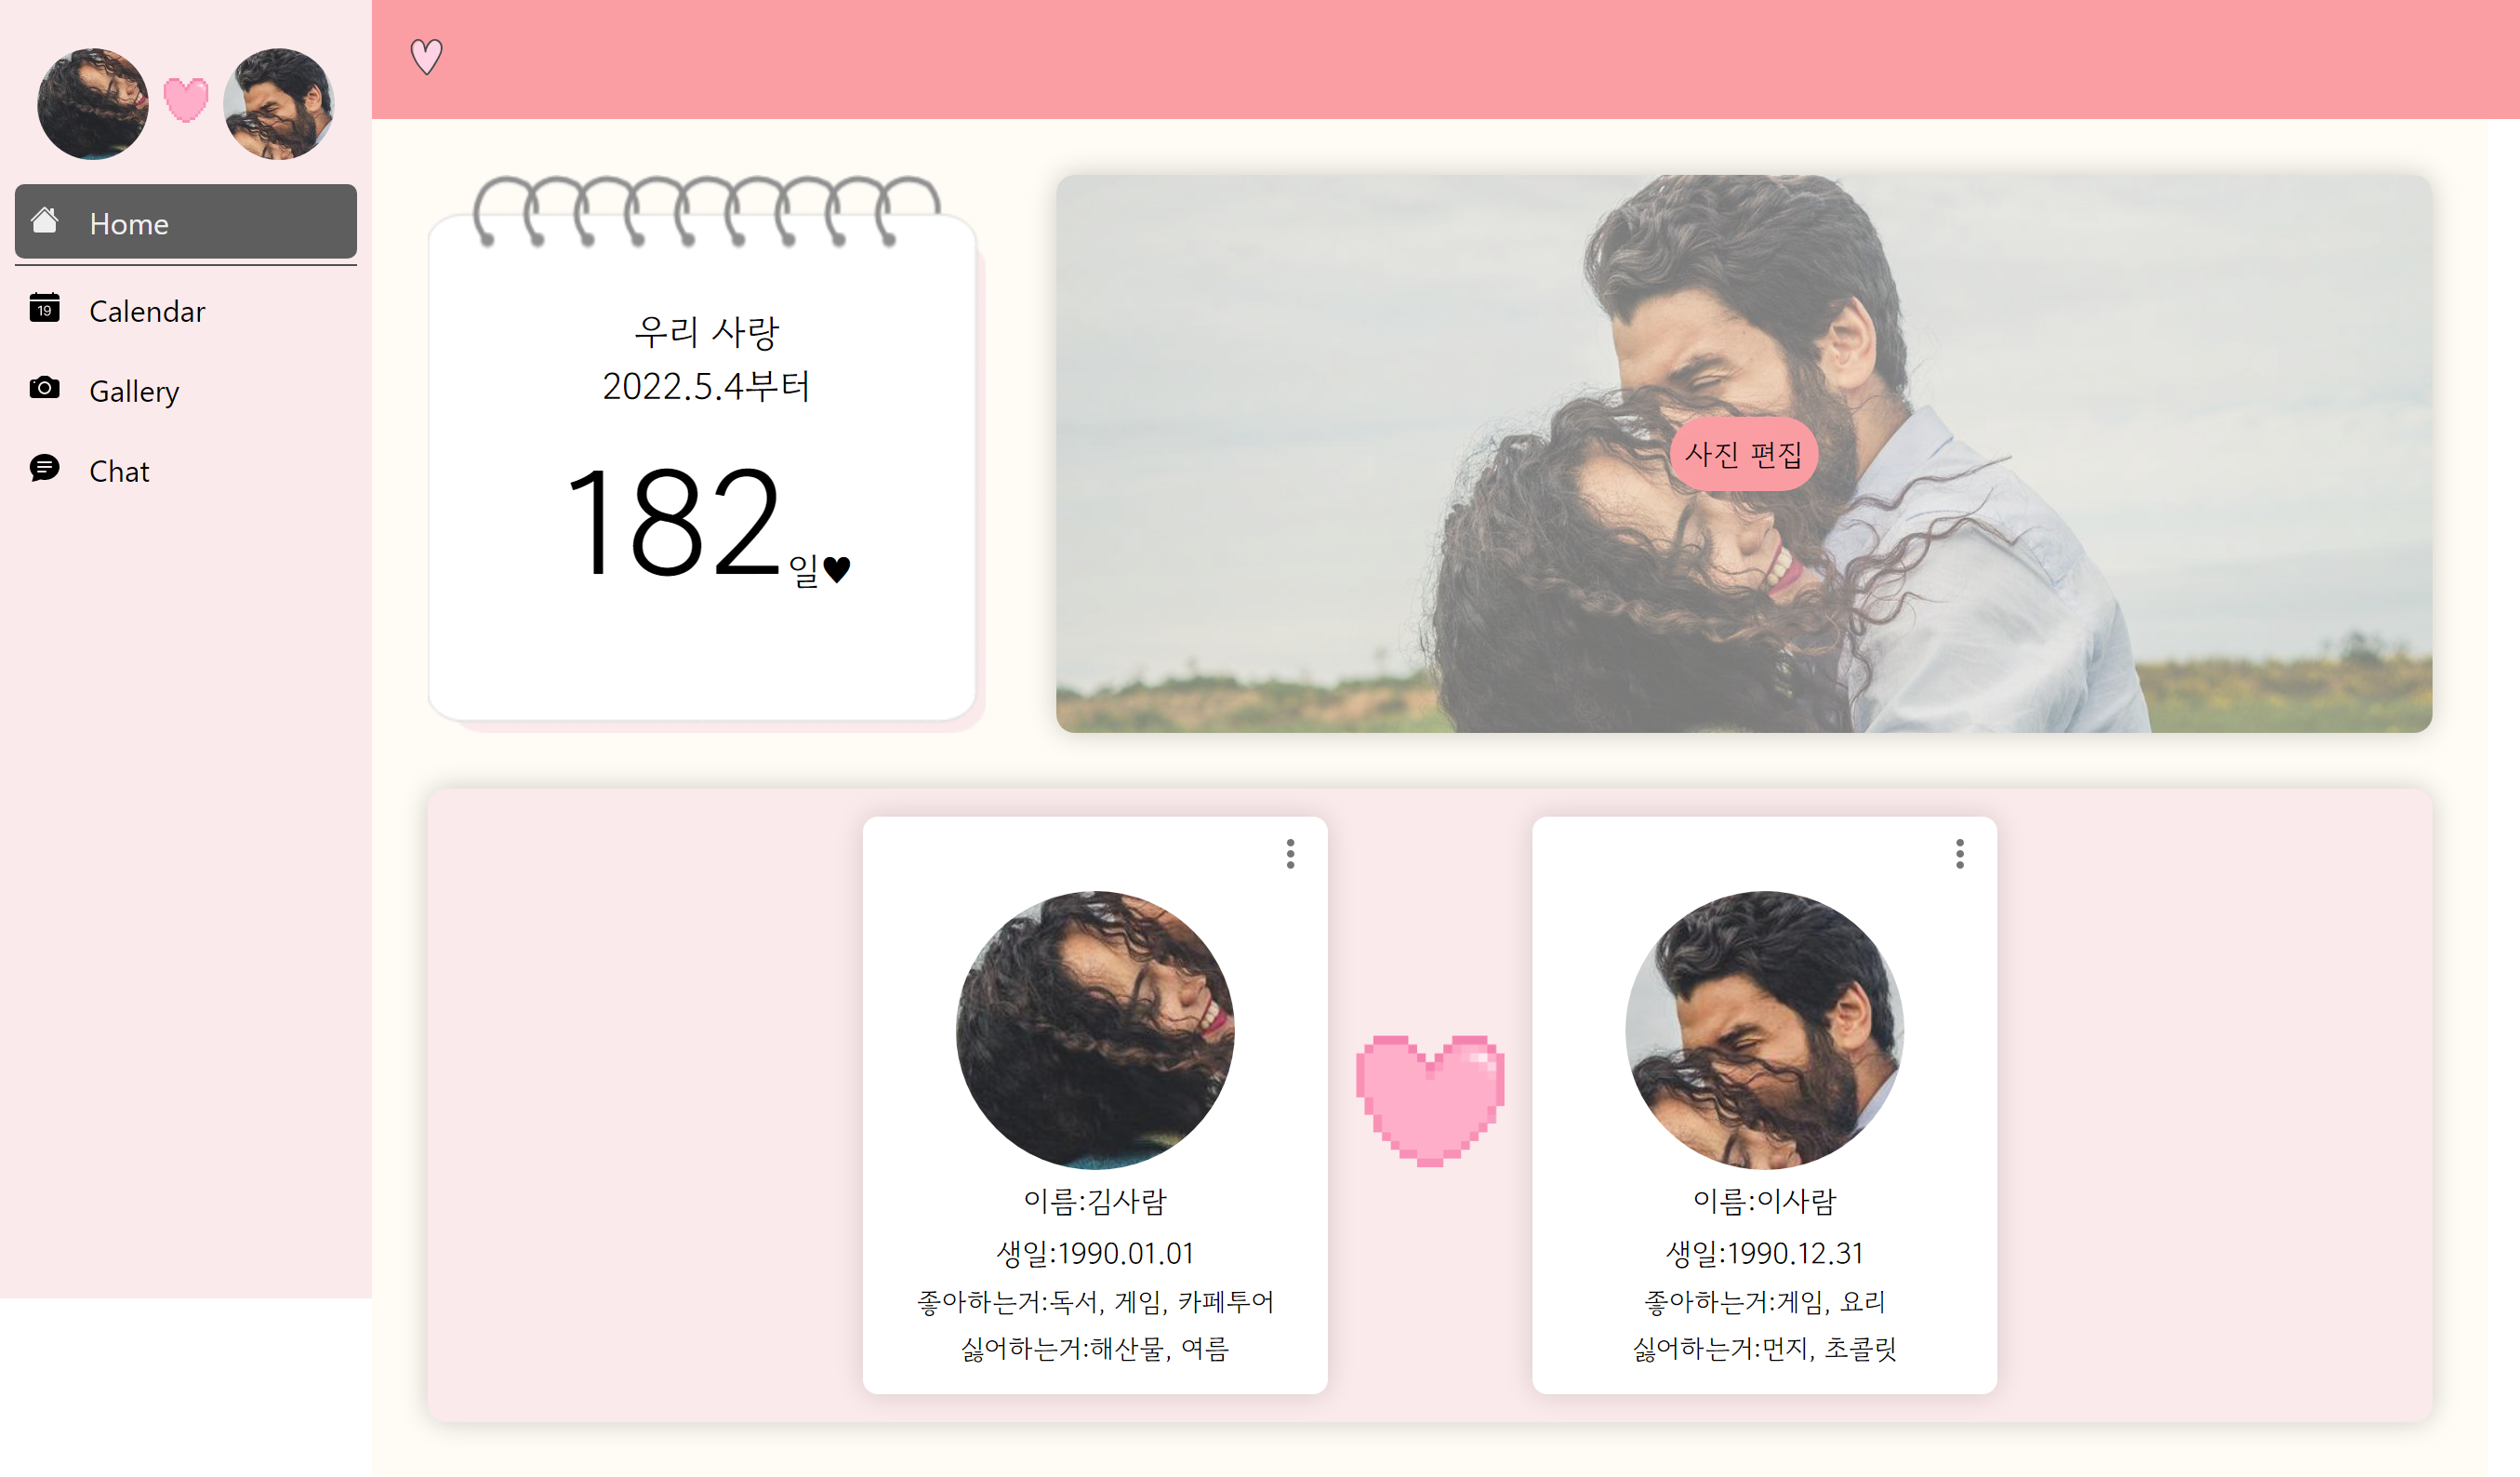 Home
19
Calendar
Gallery
Chat
우리 사랑
2022.5.4부터
182일♥
사진 편집
이름:김사람
생일:1990.01.01
좋아하는거:독서, 게임, 카페투어
싫어하는거:해산물, 여름
이름:이사람
생일:1990.12.31
좋아하는거:게임, 요리
싫어하는거:먼지, 초콜릿